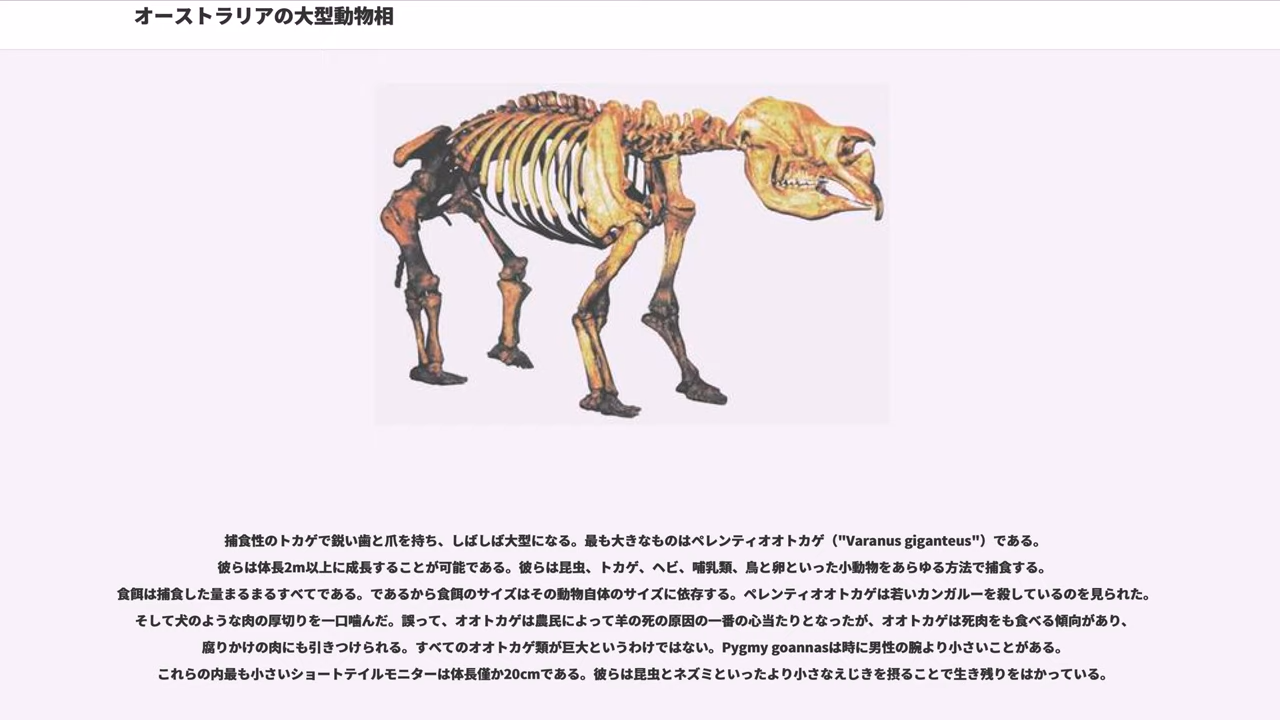 オーストラリアの大型動物相
捕食性のトカゲで鋭い歯と爪を持ち、しばしば大型になる。最も大きなものはペレンティオオトカゲ（"Varanus giganteus"）である。
彼らは体長2m以上に成長することが可能である。彼らは昆虫、トカゲ、ヘビ、哺乳類、鳥と卵といった小動物をあらゆる方法で捕食する。
食餌は捕食した量まるまるすべてである。であるから食餌のサイズはその動物自体のサイズに依存する。ペレンティオオトカゲは若いカンガルーを殺しているのを見られた。
そして犬のような肉の厚切りを一口噛んだ。誤って、オオトカゲは農民によって羊の死の原因の一番の心当たりとなったが、オオトカゲは死肉をも食べる傾向があり、
腐りかけの肉にも引きつけられる。すべてのオオトカゲ類が巨大というわけではない。Pygmy goannasは時に男性の腕より小さいことがある。
これらの内最も小さいショートテイルモニターは体長僅か20cmである。彼らは昆虫とネズミといったより小さなえじきを摂ることで生き残りをはかっている。